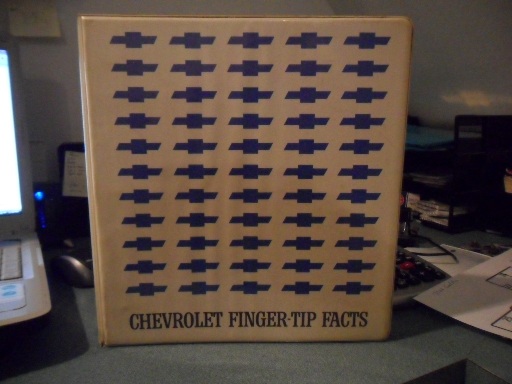 CHEVROLET FINGER-TIP FACTS